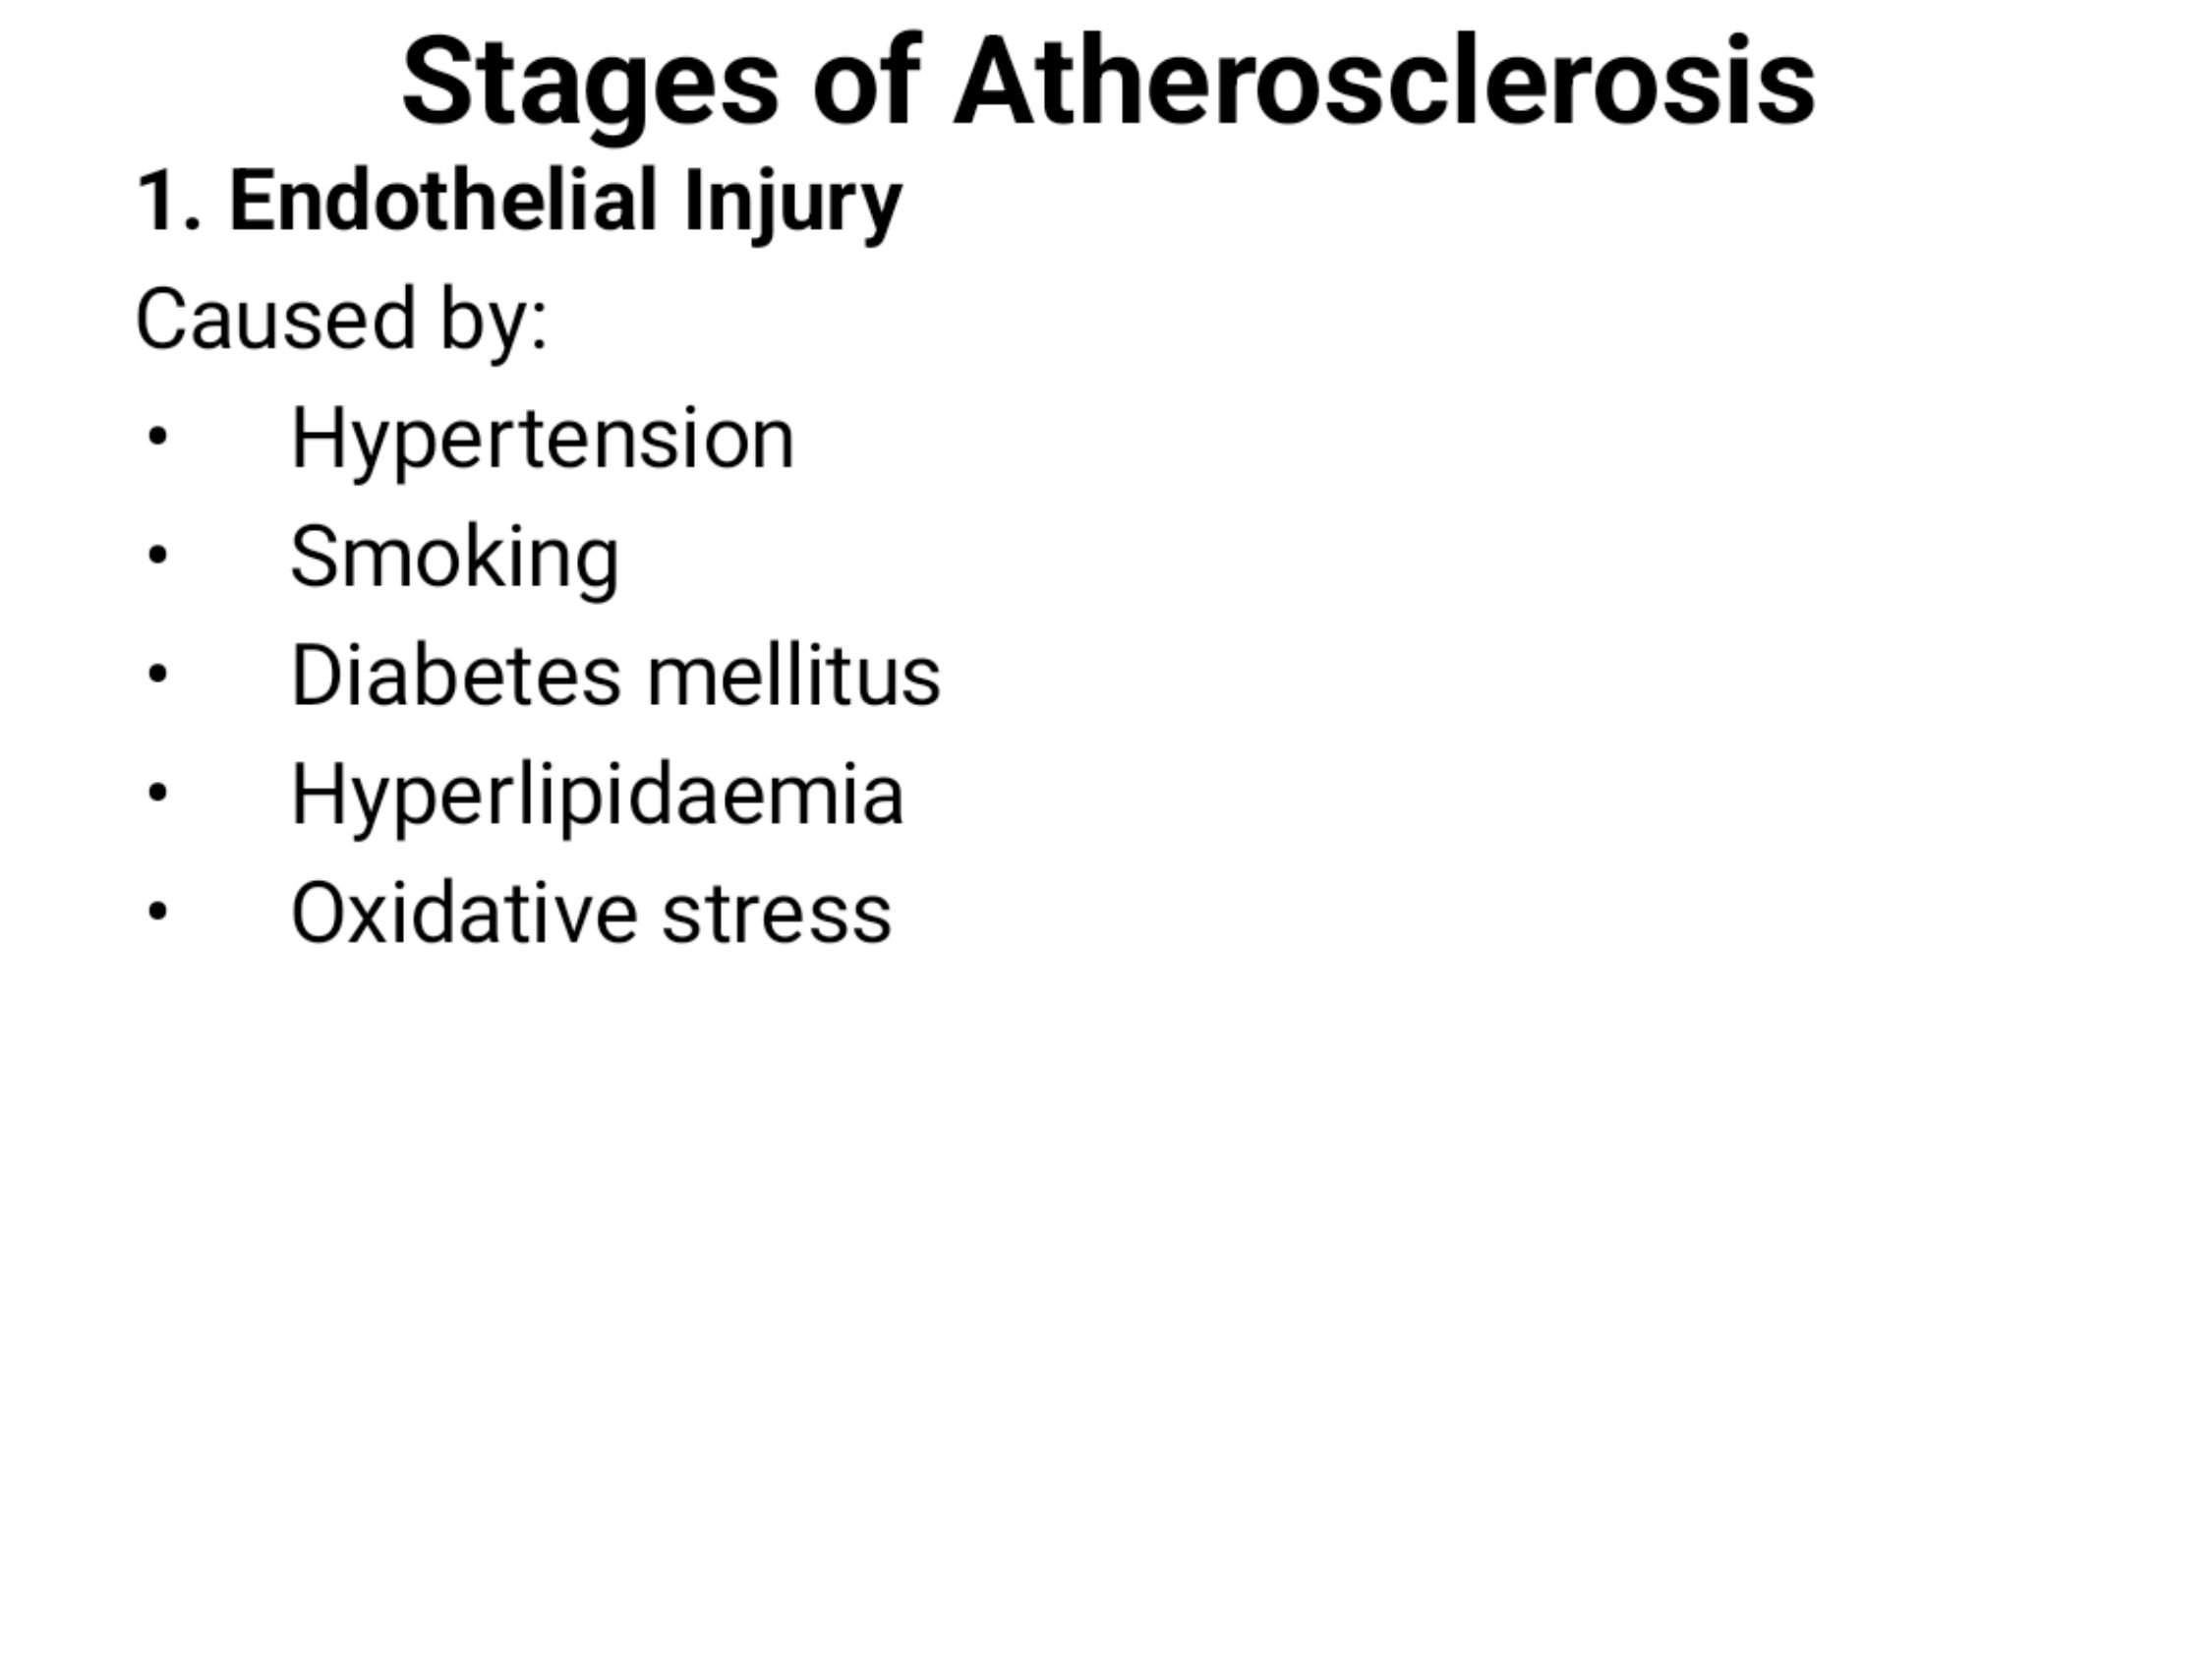 Stages of Atherosclerosis
1. Endothelial Injury
Caused by:
• Hypertension
• Smoking
• Diabetes mellitus
• Hyperlipidaemia
• Oxidative stress